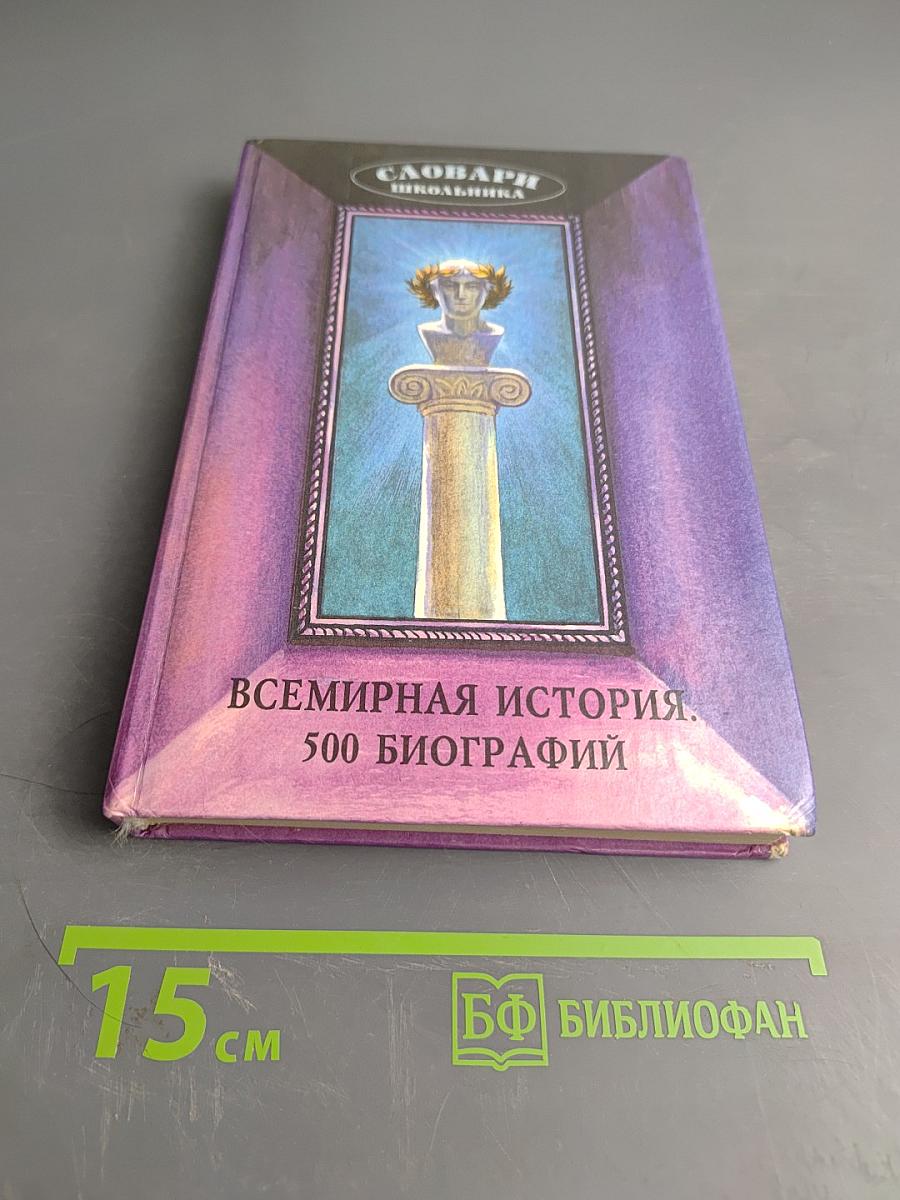 СЛОВАРИ
ШКОЛЬНИКА
ВСЕМИРНАЯ ИСТОРИЯ.
500 БИОГРАФИЙ
15 см
БФ БИБЛИОФАН